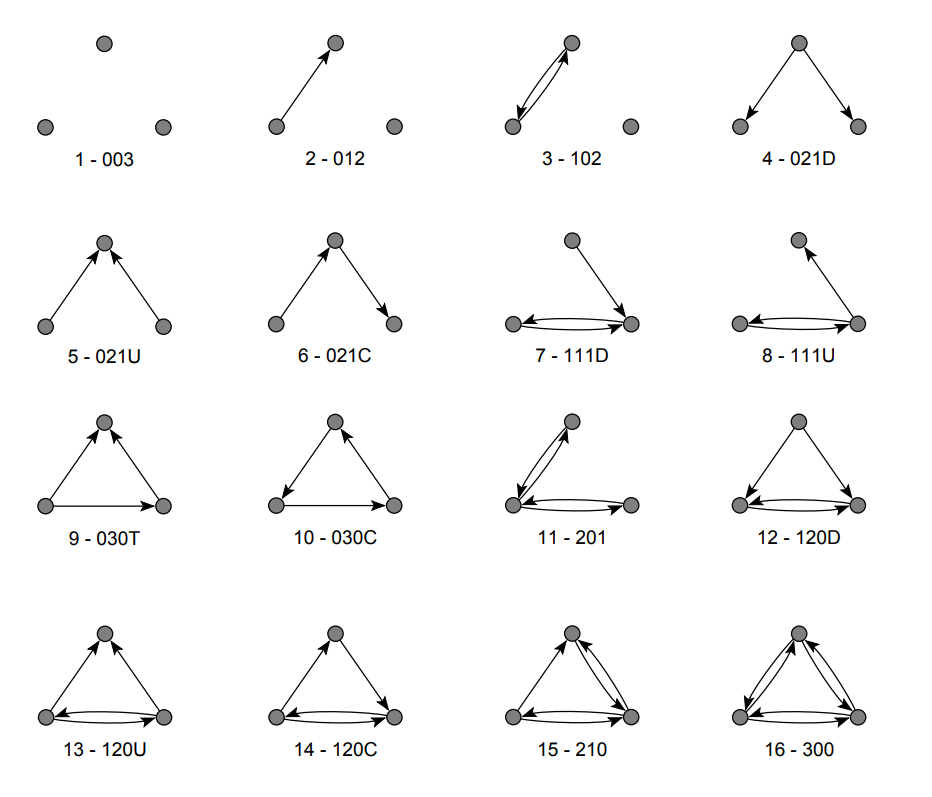 1 - 003
2 - 012
3 - 102
4 - 021D
5 - 021U
6 - 021C
7 - 111D
8 - 111U
9 - 030T
10 - 030C
11 - 201
12 - 120D
13 - 120U
14 - 120C
15 - 210
16 - 300